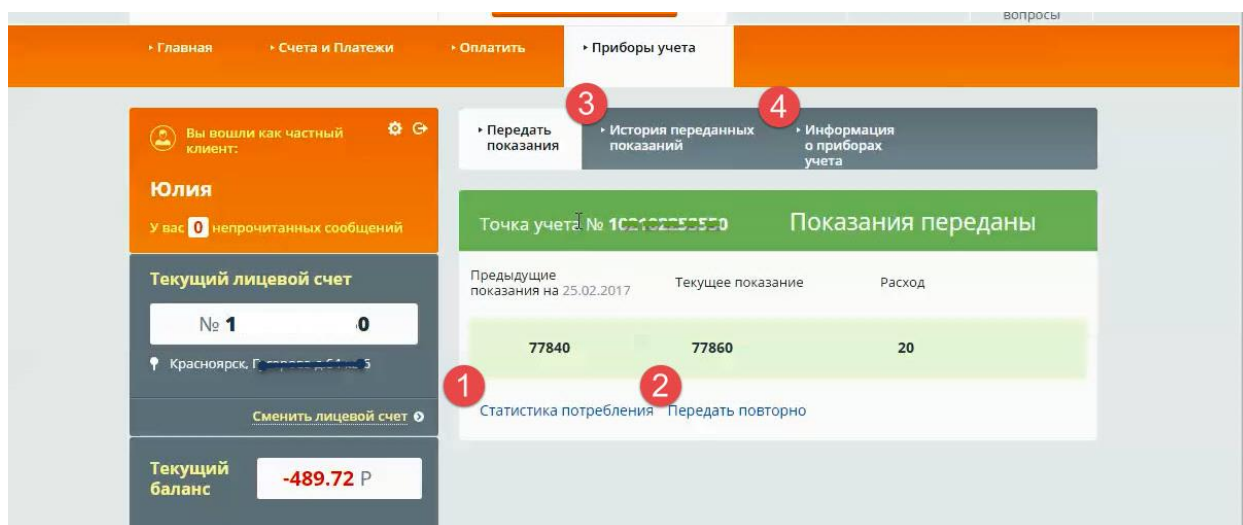 вопросы
Главная
Счета и Платежи
Оплатить
Приборы учета
3
4
Вы вошли как частный
клиент:
Юлия
У вас 0 непрочитанных сообщений
Передать
показания
История переданных
показаний
Информация
о приборах
учета
Точка учета №
Показания переданы
Текущий лицевой счет
№ 1 0
Красноярск,
Сменить лицевой счет
Предыдущие
показания на 25.02.2017
Текущее показание
Расход
77840
77860
20
1
2
Статистика потребления
Передать повторно
Текущий
баланс
-489.72 Р